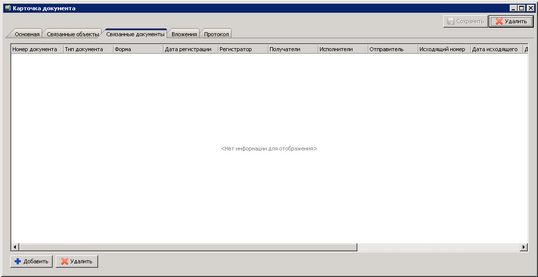 Карточка документа
Сохранить Удалить
Основная Связанные объекты Связанные документы Вложения Протокол
Номер документа Тип документа Форма Дата регистрации Регистратор Получатели Исполнители Отправитель Исходящий номер Дата исходящего Д
<Нет информации для отображения>
Добавить Удалить